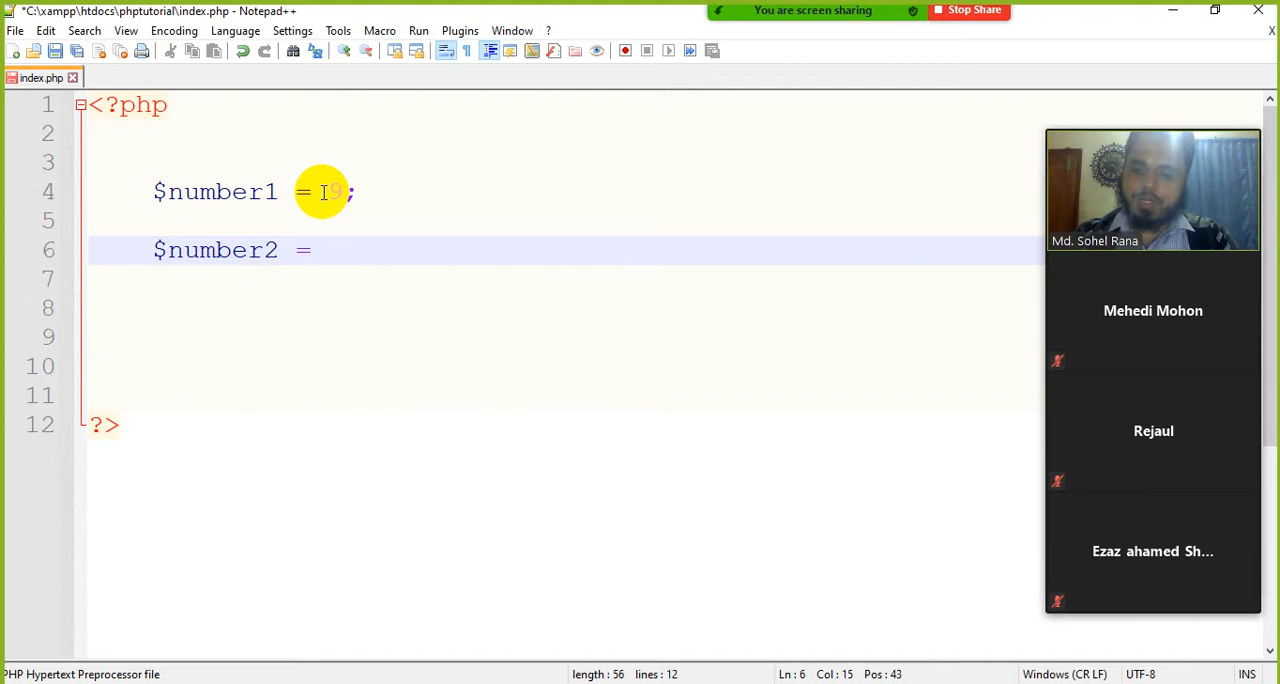 *C:\xampp\htdocs\phptutorial\index.php - Notepad++
You are screen sharing
Stop Share
File Edit Search View Encoding Language Settings Tools Macro Run Plugins Window ?
X
index.php
1 <?php
2
3
4 $number1 = 9;
5
6 $number2 =
7
8
9
10
11
12 ?>
Md. Sohel Rana
Mehedi Mohon
Rejaul
Ezaz ahamed Sh...
PHP Hypertext Preprocessor file length : 56 lines : 12 Ln : 6 Col : 15 Pos : 43 Windows (CR LF) UTF-8 INS